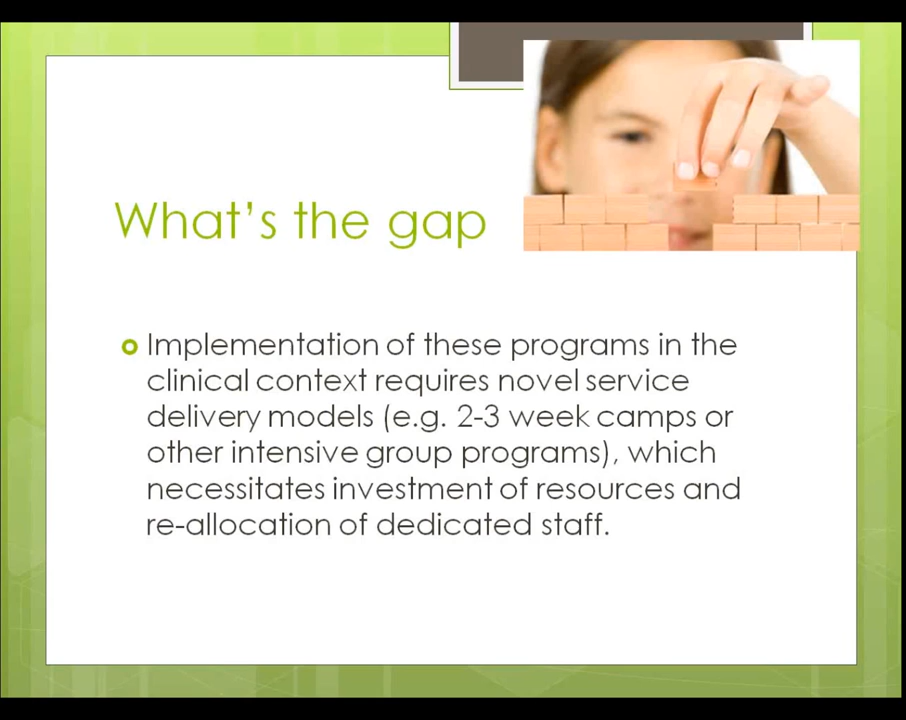 What's the gap
Implementation of these programs in the
clinical context requires novel service
delivery models (e.g. 2-3 week camps or
other intensive group programs), which
necessitates investment of resources and
re-allocation of dedicated staff.